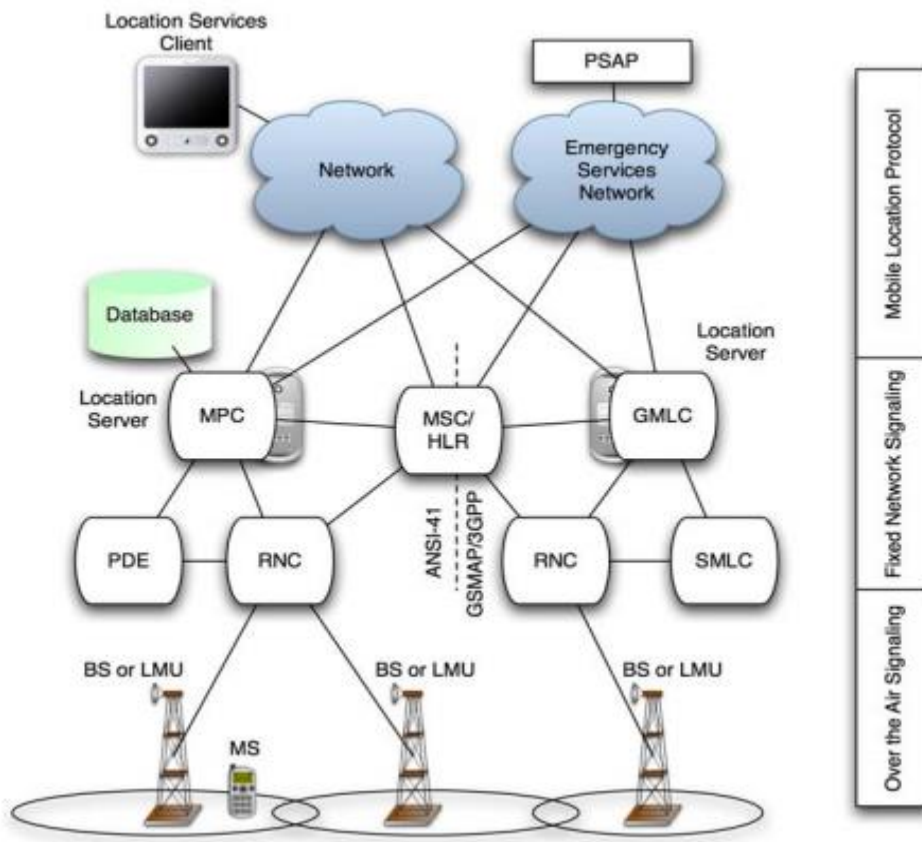 Location Services
Client
PSAP
Network
Emergency
Services
Network
Database
Location
Server
Location
Server
MPC
MSC/
HLR
GMLC
PDE
RNC
ANSI-41
GSMAP/3GPP
RNC
SMLC
BS or LMU
BS or LMU
BS or LMU
MS
Mobile Location Protocol
Fixed Network Signaling
Over the Air Signaling